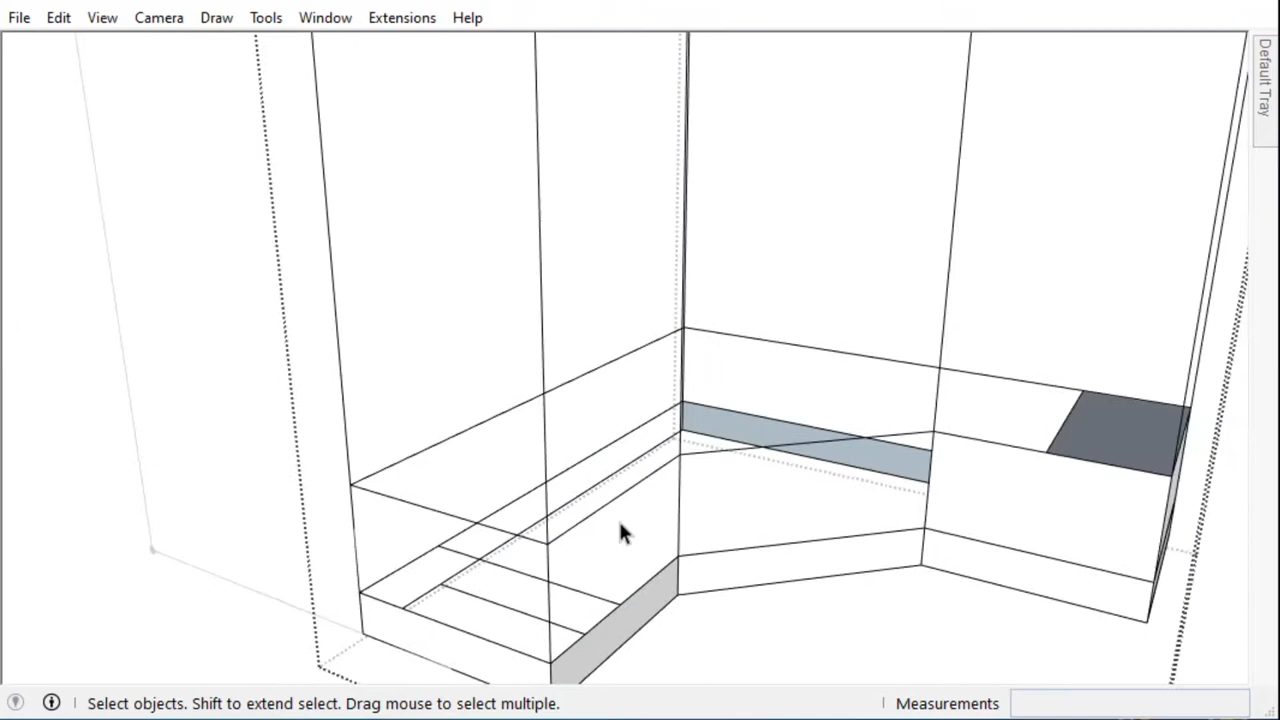 File Edit View Camera Draw Tools Window Extensions Help
Default Tray
Select objects. Shift to extend select. Drag mouse to select multiple.
Measurements